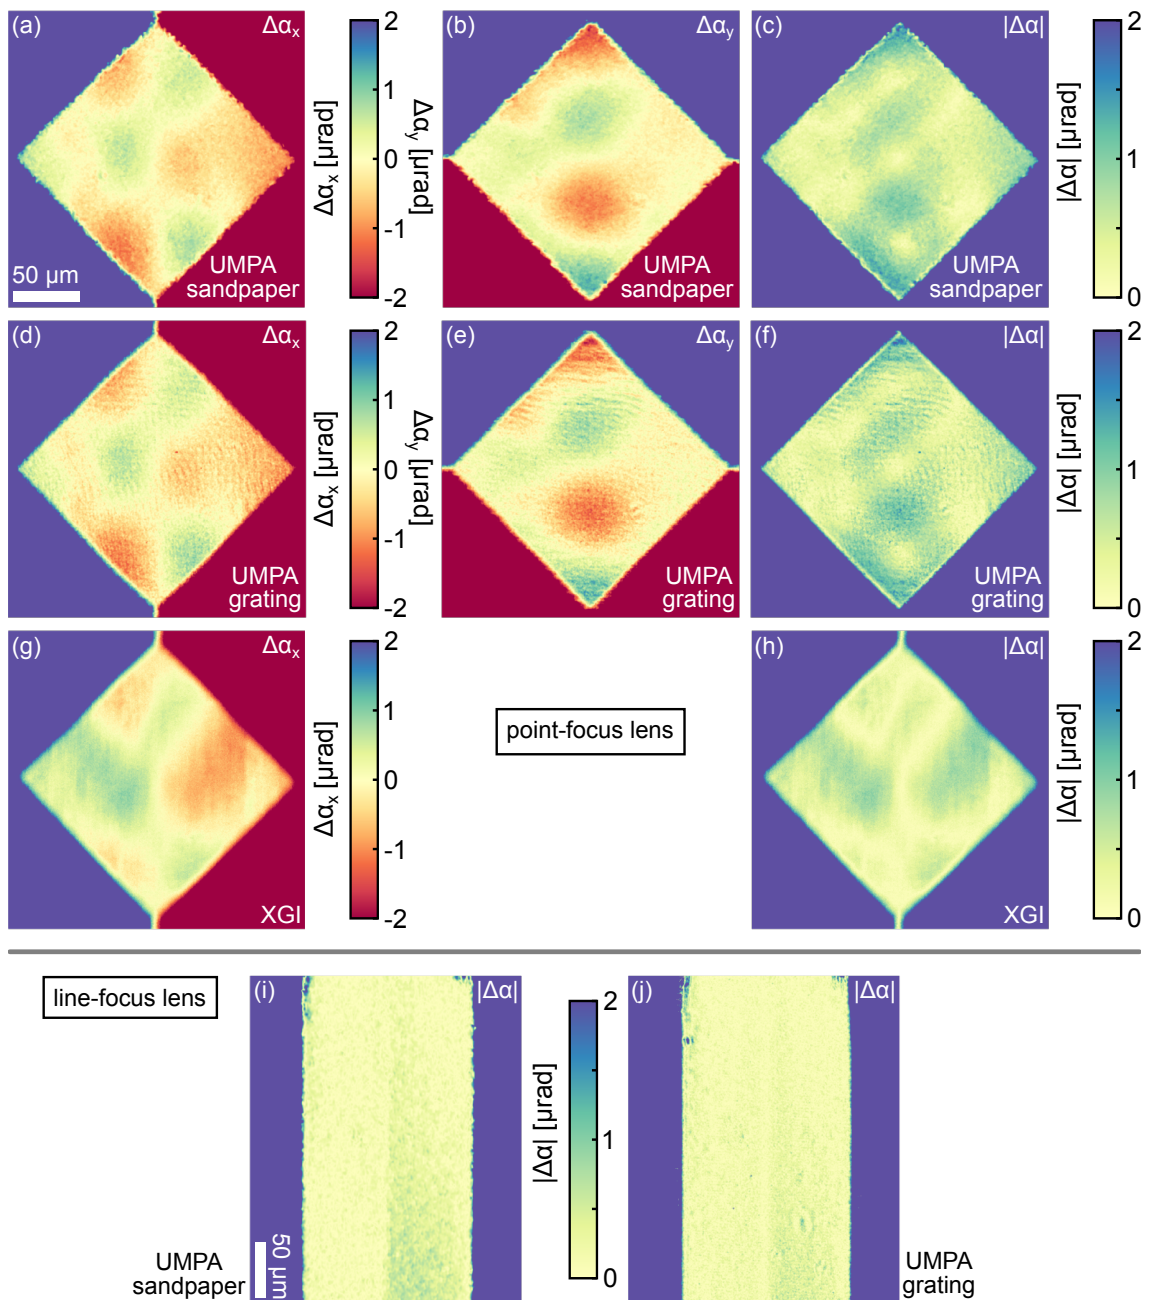 (a) Δαx
2
1
0
-1
-2
Δαx [µrad]
50 µm
UMPA
sandpaper
(b) Δαy
Δαy [µrad]
UMPA
sandpaper
(c) |Δα|
|Δα| [µrad]
2
1
0
UMPA
sandpaper
(d) Δαx
2
1
0
-1
-2
Δαx [µrad]
UMPA
grating
(e) Δαy
Δαy [µrad]
UMPA
grating
(f) |Δα|
|Δα| [µrad]
2
1
0
UMPA
grating
(g) Δαx
2
1
0
-1
-2
Δαx [µrad]
XGI
point-focus lens
(h) |Δα|
|Δα| [µrad]
2
1
0
XGI
line-focus lens
(i) |Δα|
50 µm
UMPA
sandpaper
|Δα| [µrad]
2
1
0
(j) |Δα|
UMPA
grating